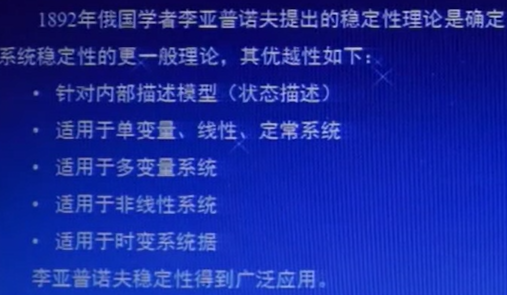 1892年俄国学者李亚普诺夫提出的稳定性理论是确定
系统稳定性的更一般理论，其优越性如下：
• 针对内部描述模型（状态描述）
• 适用于单变量、线性、定常系统
• 适用于多变量系统
• 适用于非线性系统
• 适用于时变系统据
李亚普诺夫稳定性得到广泛应用。